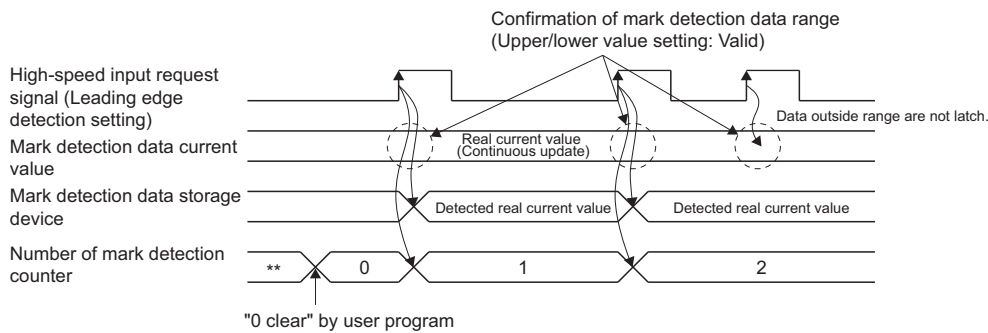 Confirmation of mark detection data range
(Upper/lower value setting: Valid)
High-speed input request
signal (Leading edge
detection setting)
Data outside range are not latch.
Mark detection data current
value
Real current value
(Continuous update)
Mark detection data storage
device
Detected real current value
Detected real current value
Number of mark detection
counter
**
0
1
2
"0 clear" by user program